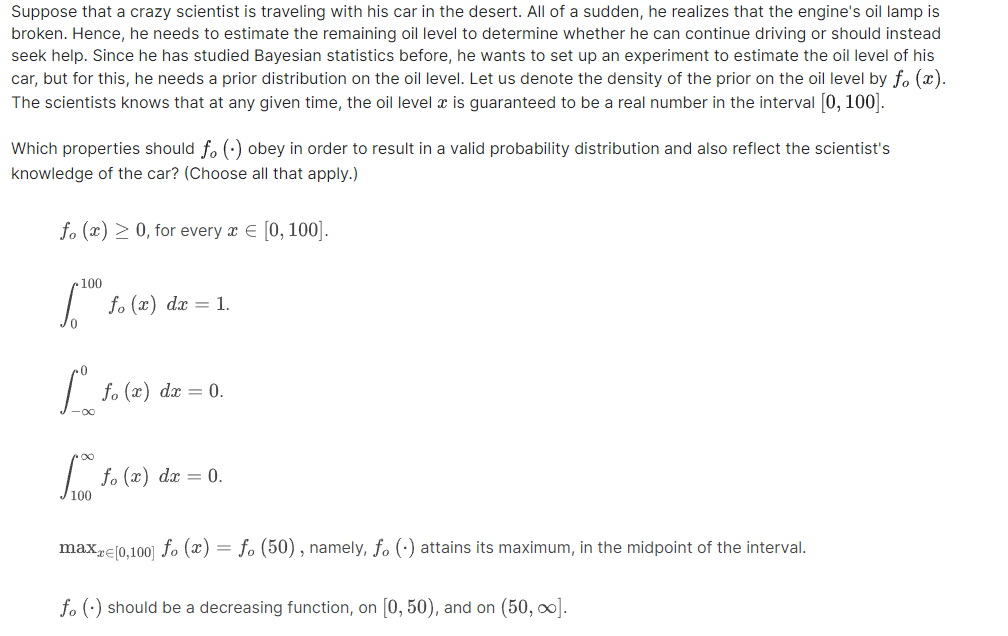 Suppose that a crazy scientist is traveling with his car in the desert. All of a sudden, he realizes that the engine's oil lamp is
broken. Hence, he needs to estimate the remaining oil level to determine whether he can continue driving or should instead
seek help. Since he has studied Bayesian statistics before, he wants to set up an experiment to estimate the oil level of his
car, but for this, he needs a prior distribution on the oil level. Let us denote the density of the prior on the oil level by $f_o(x)$.
The scientists knows that at any given time, the oil level $x$ is guaranteed to be a real number in the interval $[0, 100]$.
Which properties should $f_o(\cdot)$ obey in order to result in a valid probability distribution and also reflect the scientist's
knowledge of the car? (Choose all that apply.)
$f_o(x) \geq 0$, for every $x \in [0, 100]$.
$\int_0^{100} f_o(x) \, dx = 1.$
$\int_{-\infty}^0 f_o(x) \, dx = 0.$
$\int_{100}^{\infty} f_o(x) \, dx = 0.$
$\max_{x \in [0,100]} f_o(x) = f_o(50)$, namely, $f_o(\cdot)$ attains its maximum, in the midpoint of the interval.
$f_o(\cdot)$ should be a decreasing function, on $[0, 50)$, and on $(50, \infty]$.